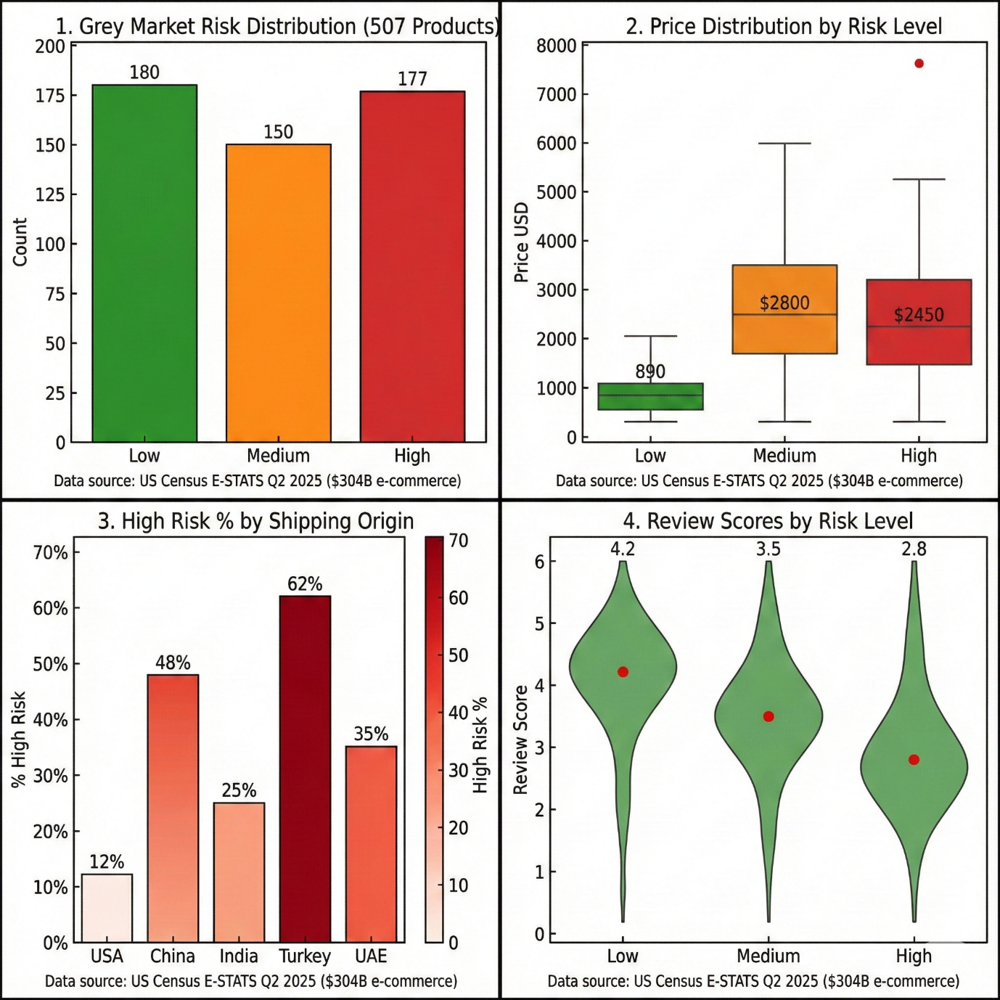 1. Grey Market Risk Distribution (507 Products)
200
175
150
125
100
75
50
25
0
Count
180
150
177
Low Medium High
Data source: US Census E-STATS Q2 2025 ($304B e-commerce)
2. Price Distribution by Risk Level
8000
7000
6000
5000
4000
3000
2000
1000
0
Price USD
890
$2800
$2450
Low Medium High
Data source: US Census E-STATS Q2 2025 ($304B e-commerce)
3. High Risk % by Shipping Origin
70%
60%
50%
40%
30%
20%
10%
0%
% High Risk
12%
48%
25%
62%
35%
USA China India Turkey UAE
70
60
50
40
30
20
10
0
High Risk %
Data source: US Census E-STATS Q2 2025 ($304B e-commerce)
4. Review Scores by Risk Level
4.2 3.5 2.8
6
5
4
3
2
1
0
Review Score
Low Medium High
Data source: US Census E-STATS Q2 2025 ($304B e-commerce)